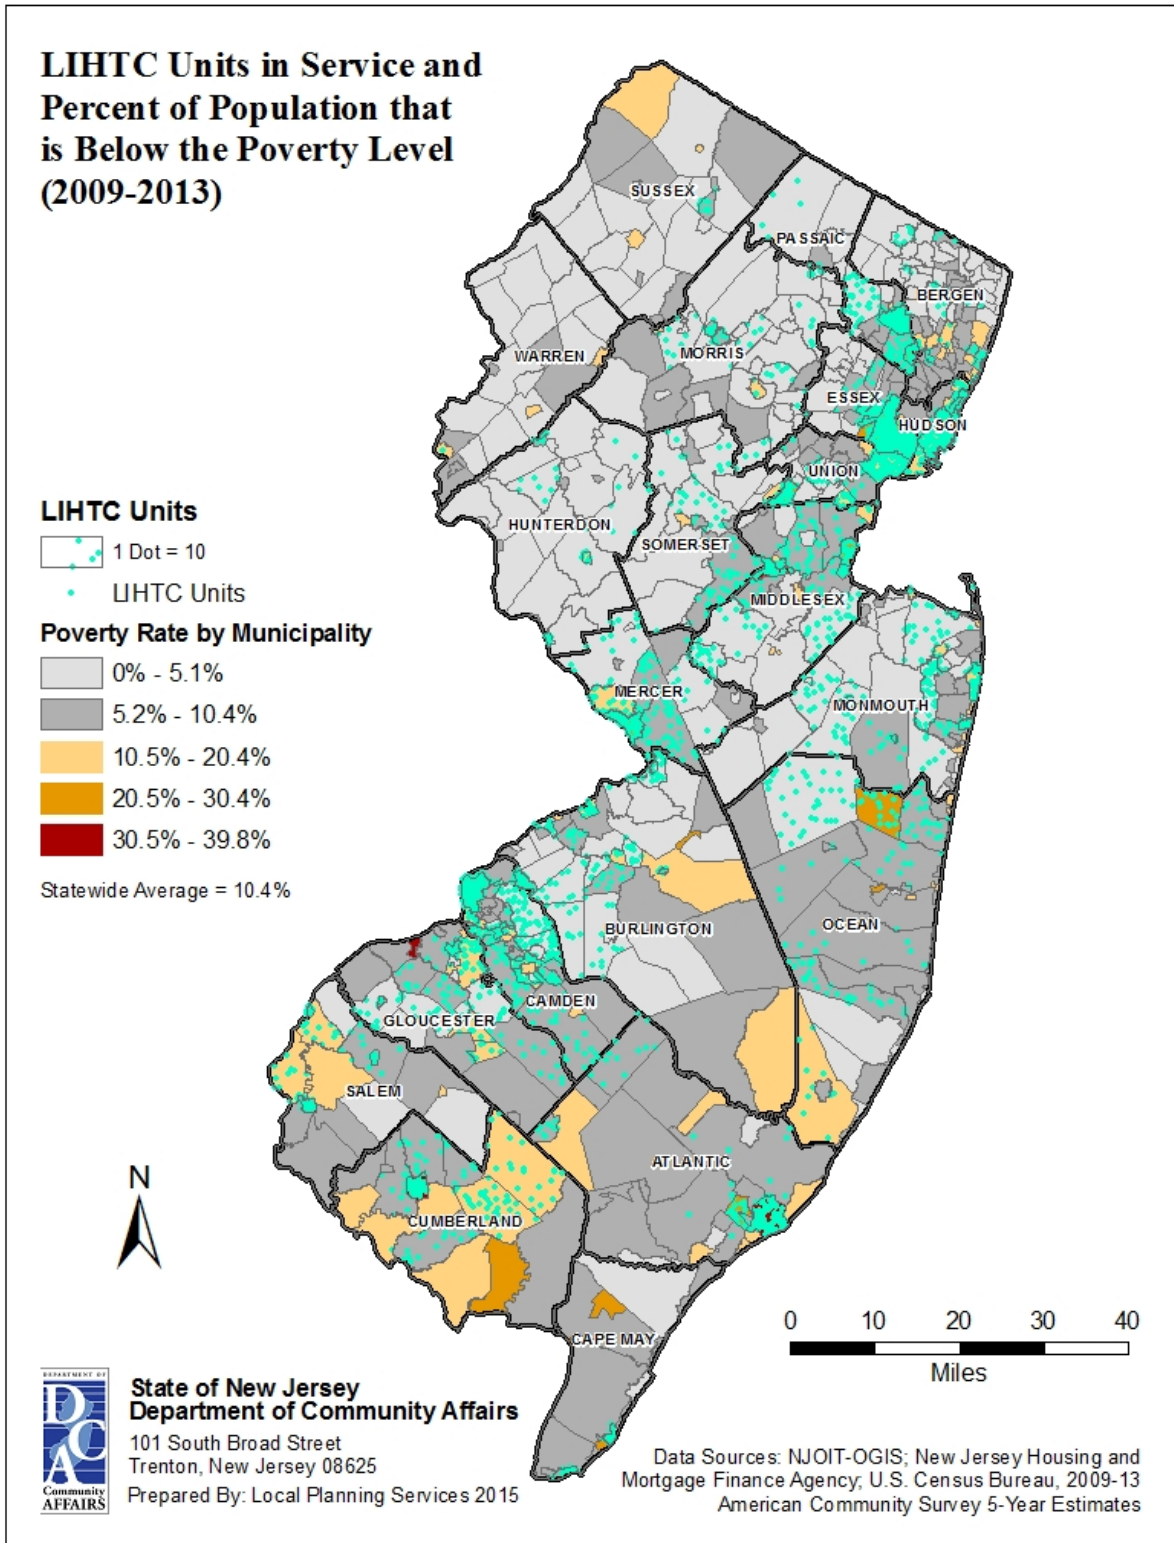 LIHTC Units in Service and
Percent of Population that
is Below the Poverty Level
(2009-2013)
SUSSEX
PASSAIC
BERGEN
WARREN
MORRIS
ESSEX
HUDSON
UNION
HUNTERDON
SOMERSET
MIDDLESEX
MERCER
MONMOUTH
OCEAN
BURLINGTON
CAMDEN
GLOUCESTER
SALEM
ATLANTIC
CUMBERLAND
CAPE MAY
LIHTC Units
1 Dot = 10
LIHTC Units
Poverty Rate by Municipality
0% - 5.1%
5.2% - 10.4%
10.5% - 20.4%
20.5% - 30.4%
30.5% - 39.8%
Statewide Average = 10.4%
N
0 10 20 30 40
Miles
DEPARTMENT OF
DCA
Community
AFFAIRS
State of New Jersey
Department of Community Affairs
101 South Broad Street
Trenton, New Jersey 08625
Prepared By: Local Planning Services 2015
Data Sources: NJOIT-OGIS; New Jersey Housing and
Mortgage Finance Agency; U.S. Census Bureau, 2009-13
American Community Survey 5-Year Estimates